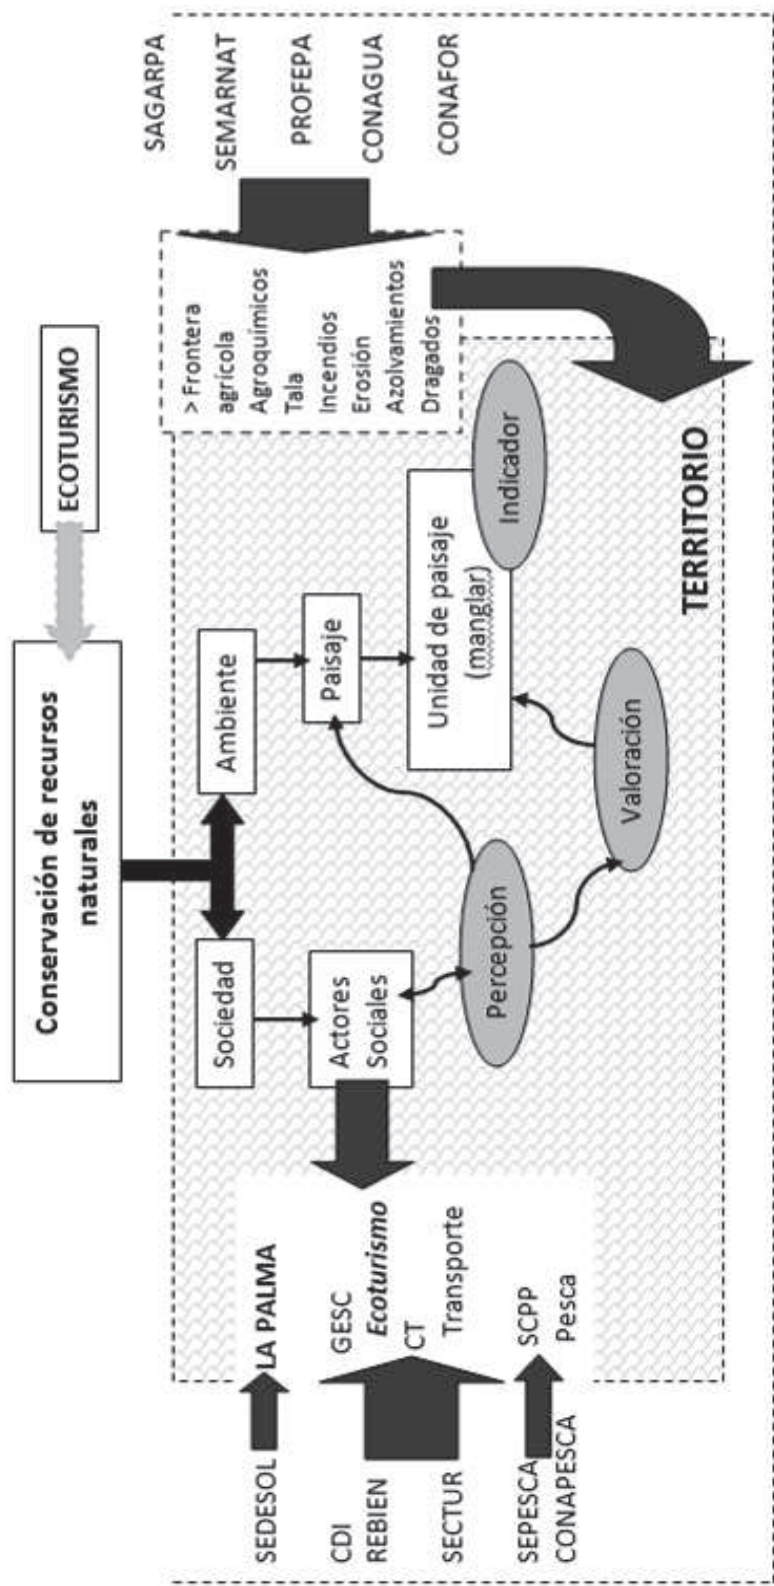 ECOTURISMO
Conservación de recursos
naturales
Sociedad
Ambiente
Actores
Sociales
Paisaje
Unidad de paisaje
(manglar)
Indicador
Percepción
Valoración
TERRITORIO
SEDESOL
LA PALMA
CDI
REBIEN
SECTUR
GESC
Ecoturismo
CT
Transporte
SEPESCA
CONAPESCA
SCPP
Pesca
> Frontera
agrícola
Agroquímicos
Tala
Incendios
Erosión
Azolvamientos
Dragados
SAGARPA
SEMARNAT
PROFEPA
CONAGUA
CONAFOR